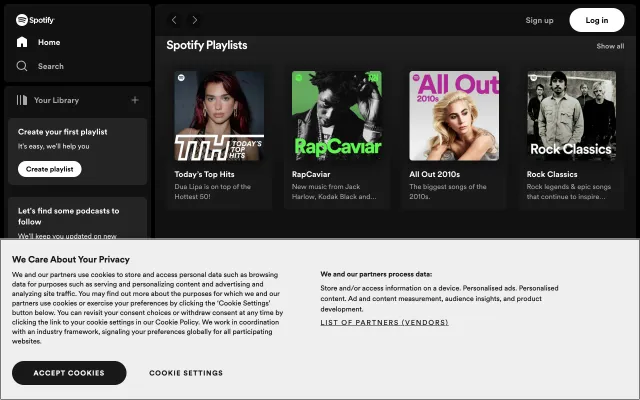 Spotify
Home
Search
Your Library
Create your first playlist
It's easy, we'll help you
Create playlist
Let's find some podcasts to
follow
We'll keep you updated on new
Sign up
Log in
Spotify Playlists
Show all
TTH TODAY'S
TOP
HITS
Today's Top Hits
Dua Lipa is on top of the
Hottest 50!
RapCaviar
RapCaviar
New music from Jack
Harlow, Kodak Black and...
All Out
2010s
All Out 2010s
The biggest songs of the
2010s.
Rock Classics
Rock Classics
Rock legends & epic songs
that continue to inspire...
We Care About Your Privacy
We and our partners use cookies to store and access personal data such as browsing
data for purposes such as serving and personalizing content and advertising and
analyzing site traffic. You may find out more about the purposes for which we and our
partners use cookies or exercise your preferences by clicking the 'Cookie Settings'
button below. You can revisit your consent choices or withdraw consent at any time by
clicking the link to your cookie settings in our Cookie Policy. We work in coordination
with an industry framework, signaling your preferences globally for all participating
websites.
We and our partners process data:
Store and/or access information on a device. Personalised ads. Personalised
content. Ad and content measurement, audience insights, and product
development.
LIST OF PARTNERS (VENDORS)
ACCEPT COOKIES
COOKIE SETTINGS